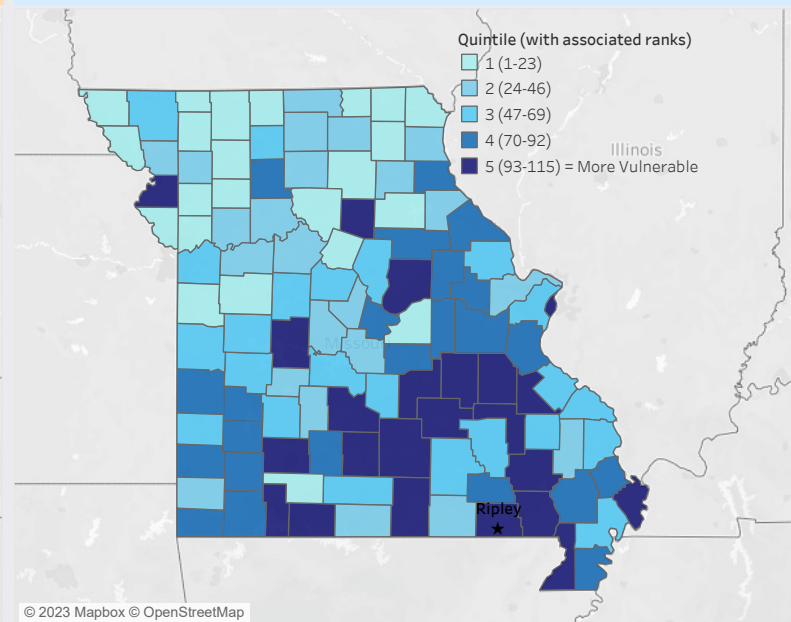 Quintile (with associated ranks)
1 (1-23)
2 (24-46)
3 (47-69)
4 (70-92)
5 (93-115) = More Vulnerable
Illinois
Missouri
Ripley
© 2023 Mapbox © OpenStreetMap